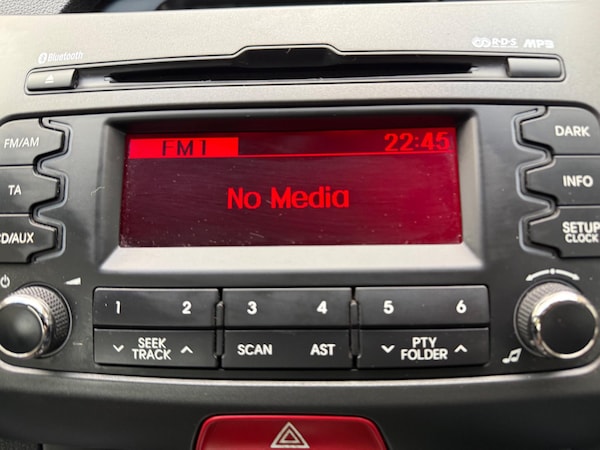 Bluetooth
R·D·S MP3
FM/AM
TA
CD/AUX
FM1 22:45
No Media
DARK
INFO
SETUP
CLOCK
1 2 3 4 5 6
SEEK
TRACK
SCAN
AST
PTY
FOLDER